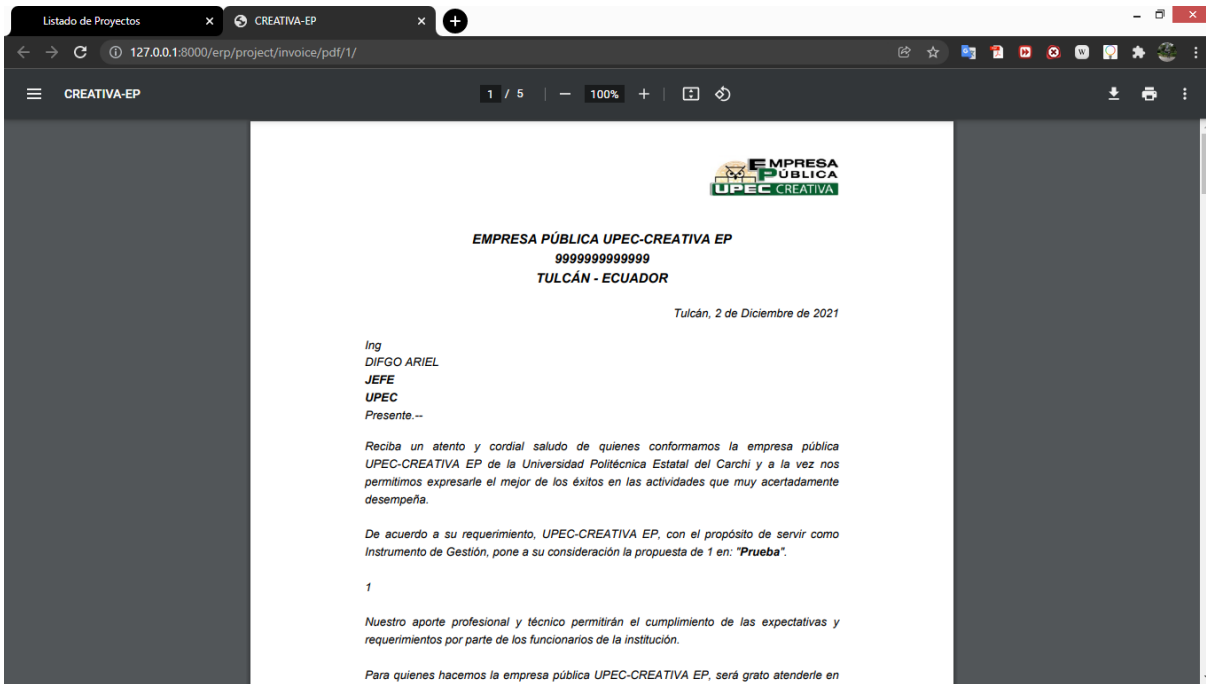 Listado de Proyectos
CREATIVA-EP
127.0.0.1:8000/erp/project/invoice/pdf/1/
CREATIVA-EP
1 / 5
100%
EMPRESA
PÚBLICA
UPEC CREATIVA
EMPRESA PÚBLICA UPEC-CREATIVA EP
9999999999999
TULCÁN - ECUADOR
Tulcán, 2 de Diciembre de 2021
Ing
DIFGO ARIEL
JEFE
UPEC
Presente.--
Reciba un atento y cordial saludo de quienes conformamos la empresa pública
UPEC-CREATIVA EP de la Universidad Politécnica Estatal del Carchi y a la vez nos
permitimos expresarle el mejor de los éxitos en las actividades que muy acertadamente
desempeña.
De acuerdo a su requerimiento, UPEC-CREATIVA EP, con el propósito de servir como
Instrumento de Gestión, pone a su consideración la propuesta de 1 en: "Prueba".
1
Nuestro aporte profesional y técnico permitirán el cumplimiento de las expectativas y
requerimientos por parte de los funcionarios de la institución.
Para quienes hacemos la empresa pública UPEC-CREATIVA EP, será grato atenderle en